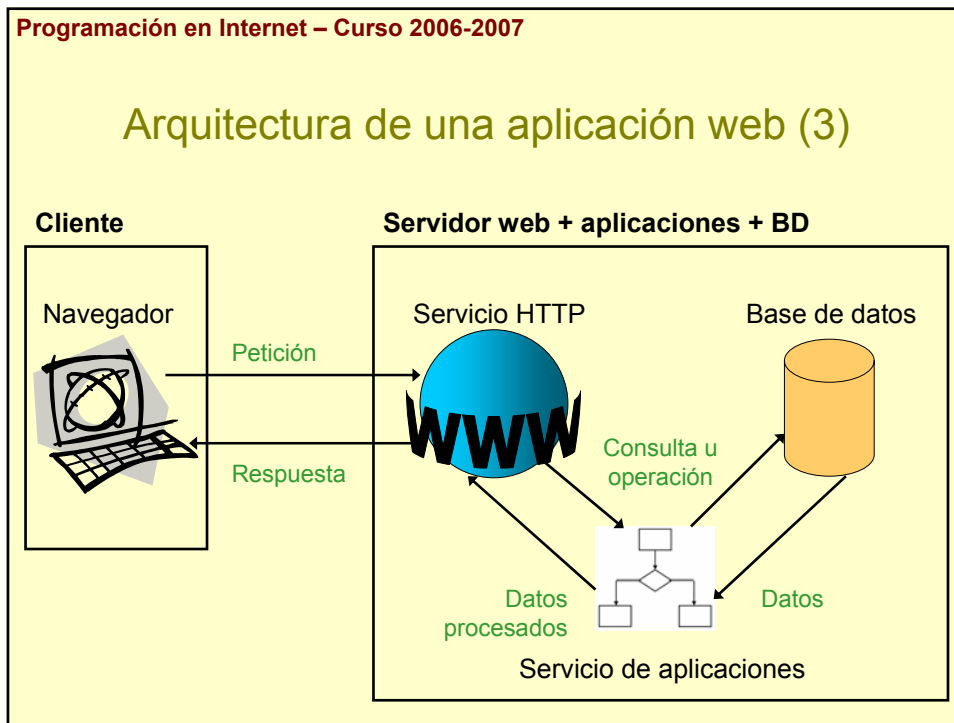 Programación en Internet – Curso 2006-2007
Arquitectura de una aplicación web (3)
Cliente
Servidor web + aplicaciones + BD
Navegador
Servicio HTTP
Base de datos
Petición
WWW
Respuesta
Consulta u
operación
Datos
procesados
Datos
Servicio de aplicaciones